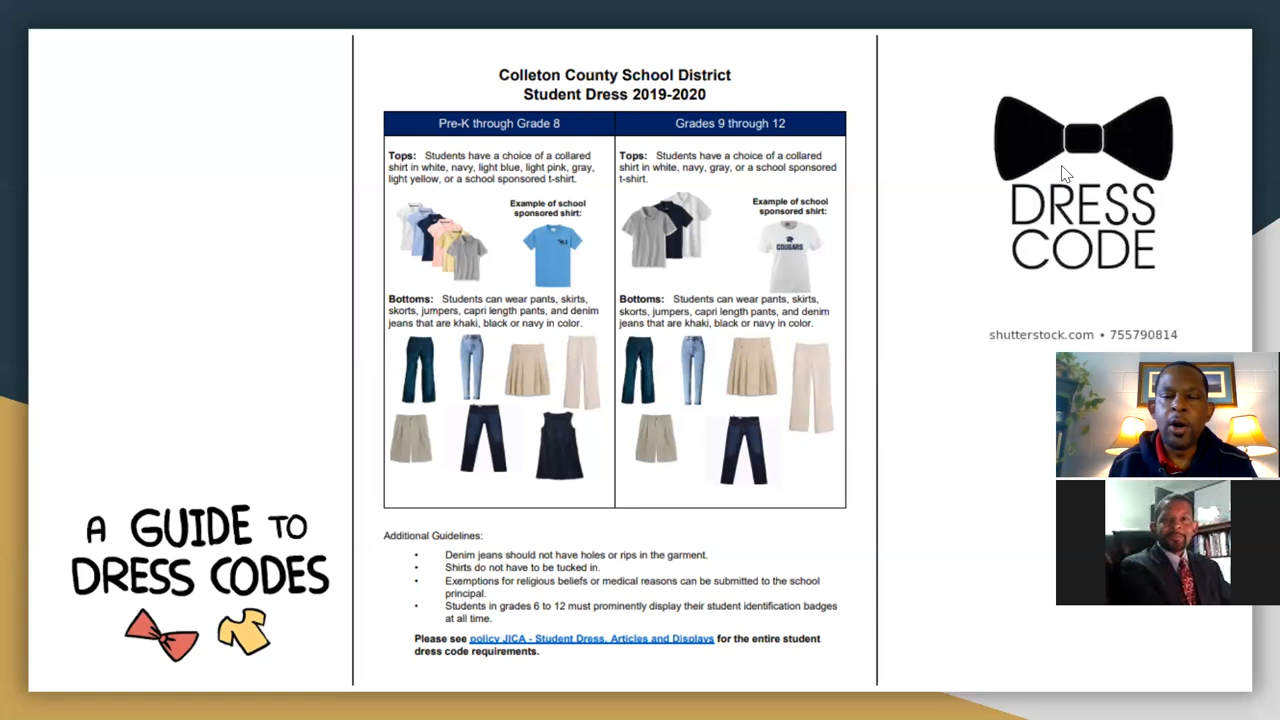 Colleton County School District
Student Dress 2019-2020
Pre-K through Grade 8
Tops: Students have a choice of a collared
shirt in white, navy, light blue, light pink, gray,
light yellow, or a school sponsored t-shirt.
Example of school
sponsored shirt:
Bottoms: Students can wear pants, skirts,
skorts, jumpers, capri length pants, and denim
jeans that are khaki, black or navy in color.
Grades 9 through 12
Tops: Students have a choice of a collared
shirt in white, navy, gray, or a school sponsored
t-shirt.
Example of school
sponsored shirt:
COUGARS
Bottoms: Students can wear pants, skirts,
skorts, jumpers, capri length pants, and denim
jeans that are khaki, black or navy in color.
Additional Guidelines:
• Denim jeans should not have holes or rips in the garment.
• Shirts do not have to be tucked in.
• Exemptions for religious beliefs or medical reasons can be submitted to the school
principal.
• Students in grades 6 to 12 must prominently display their student identification badges
at all time.
Please see policy JICA - Student Dress, Articles and Displays for the entire student
dress code requirements.
A GUIDE TO
DRESS CODES
DRESS
CODE
shutterstock.com • 755790814